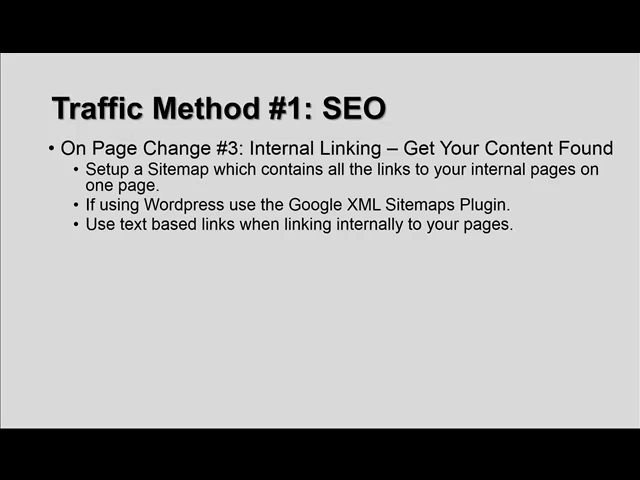 Traffic Method #1: SEO
• On Page Change #3: Internal Linking – Get Your Content Found
• Setup a Sitemap which contains all the links to your internal pages on
one page.
• If using Wordpress use the Google XML Sitemaps Plugin.
• Use text based links when linking internally to your pages.